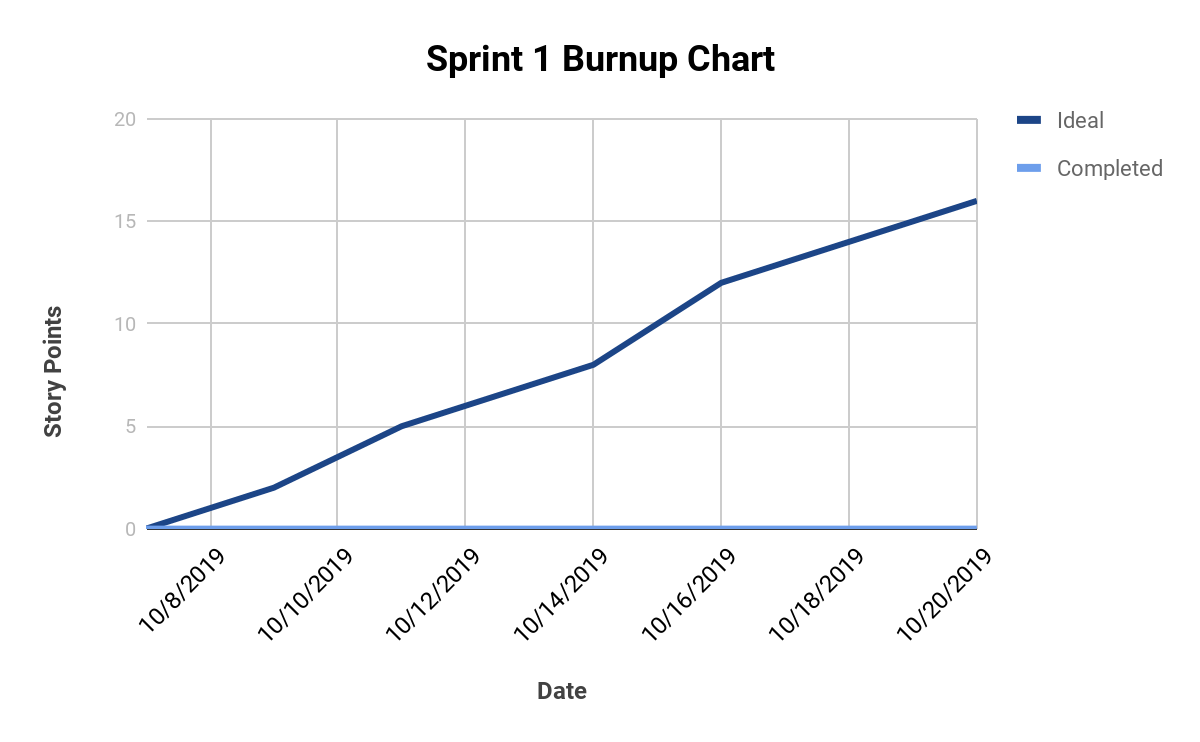 Sprint 1 Burnup Chart
20
15
10
5
0
Story Points
Ideal
Completed
10/8/2019
10/10/2019
10/12/2019
10/14/2019
10/16/2019
10/18/2019
10/20/2019
Date